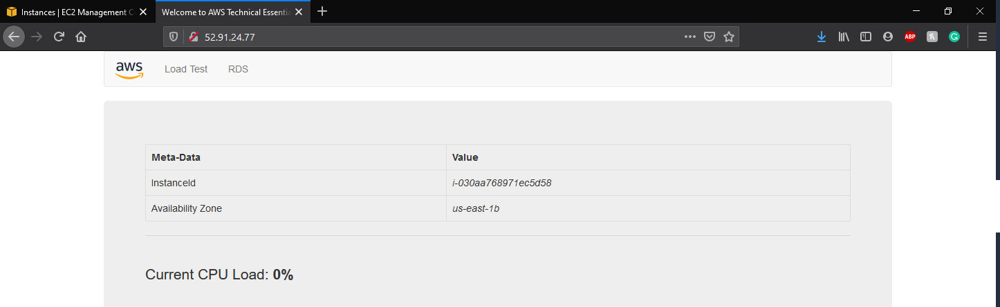 Instances | EC2 Management C
Welcome to AWS Technical Essentia
52.91.24.77
ABP
aws
Load Test
RDS
Meta-Data Value
InstanceId i-030aa768971ec5d58
Availability Zone us-east-1b
Current CPU Load: 0%